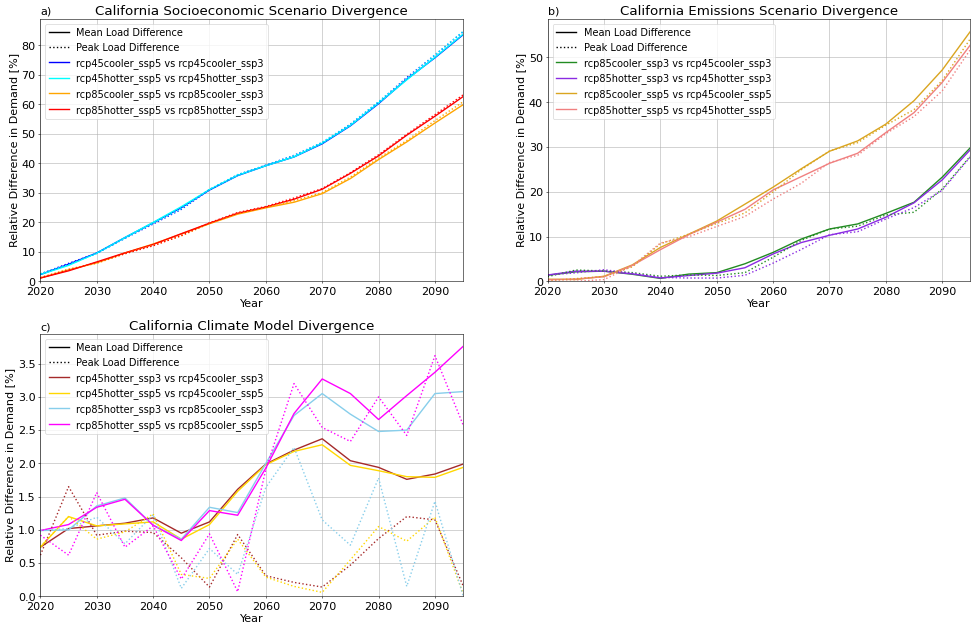 a)
California Socioeconomic Scenario Divergence
Relative Difference in Demand [%]
80
70
60
50
40
30
20
10
0
Mean Load Difference
Peak Load Difference
rcp45cooler_ssp5 vs rcp45cooler_ssp3
rcp45hotter_ssp5 vs rcp45hotter_ssp3
rcp85cooler_ssp5 vs rcp85cooler_ssp3
rcp85hotter_ssp5 vs rcp85hotter_ssp3
2020 2030 2040 2050 2060 2070 2080 2090
Year
b)
California Emissions Scenario Divergence
Relative Difference in Demand [%]
50
40
30
20
10
0
Mean Load Difference
Peak Load Difference
rcp85cooler_ssp3 vs rcp45cooler_ssp3
rcp85hotter_ssp3 vs rcp45hotter_ssp3
rcp85cooler_ssp5 vs rcp45cooler_ssp5
rcp85hotter_ssp5 vs rcp45hotter_ssp5
2020 2030 2040 2050 2060 2070 2080 2090
Year
c)
California Climate Model Divergence
Relative Difference in Demand [%]
3.5
3.0
2.5
2.0
1.5
1.0
0.5
0.0
Mean Load Difference
Peak Load Difference
rcp45hotter_ssp3 vs rcp45cooler_ssp3
rcp45hotter_ssp5 vs rcp45cooler_ssp5
rcp85hotter_ssp3 vs rcp85cooler_ssp3
rcp85hotter_ssp5 vs rcp85cooler_ssp5
2020 2030 2040 2050 2060 2070 2080 2090
Year